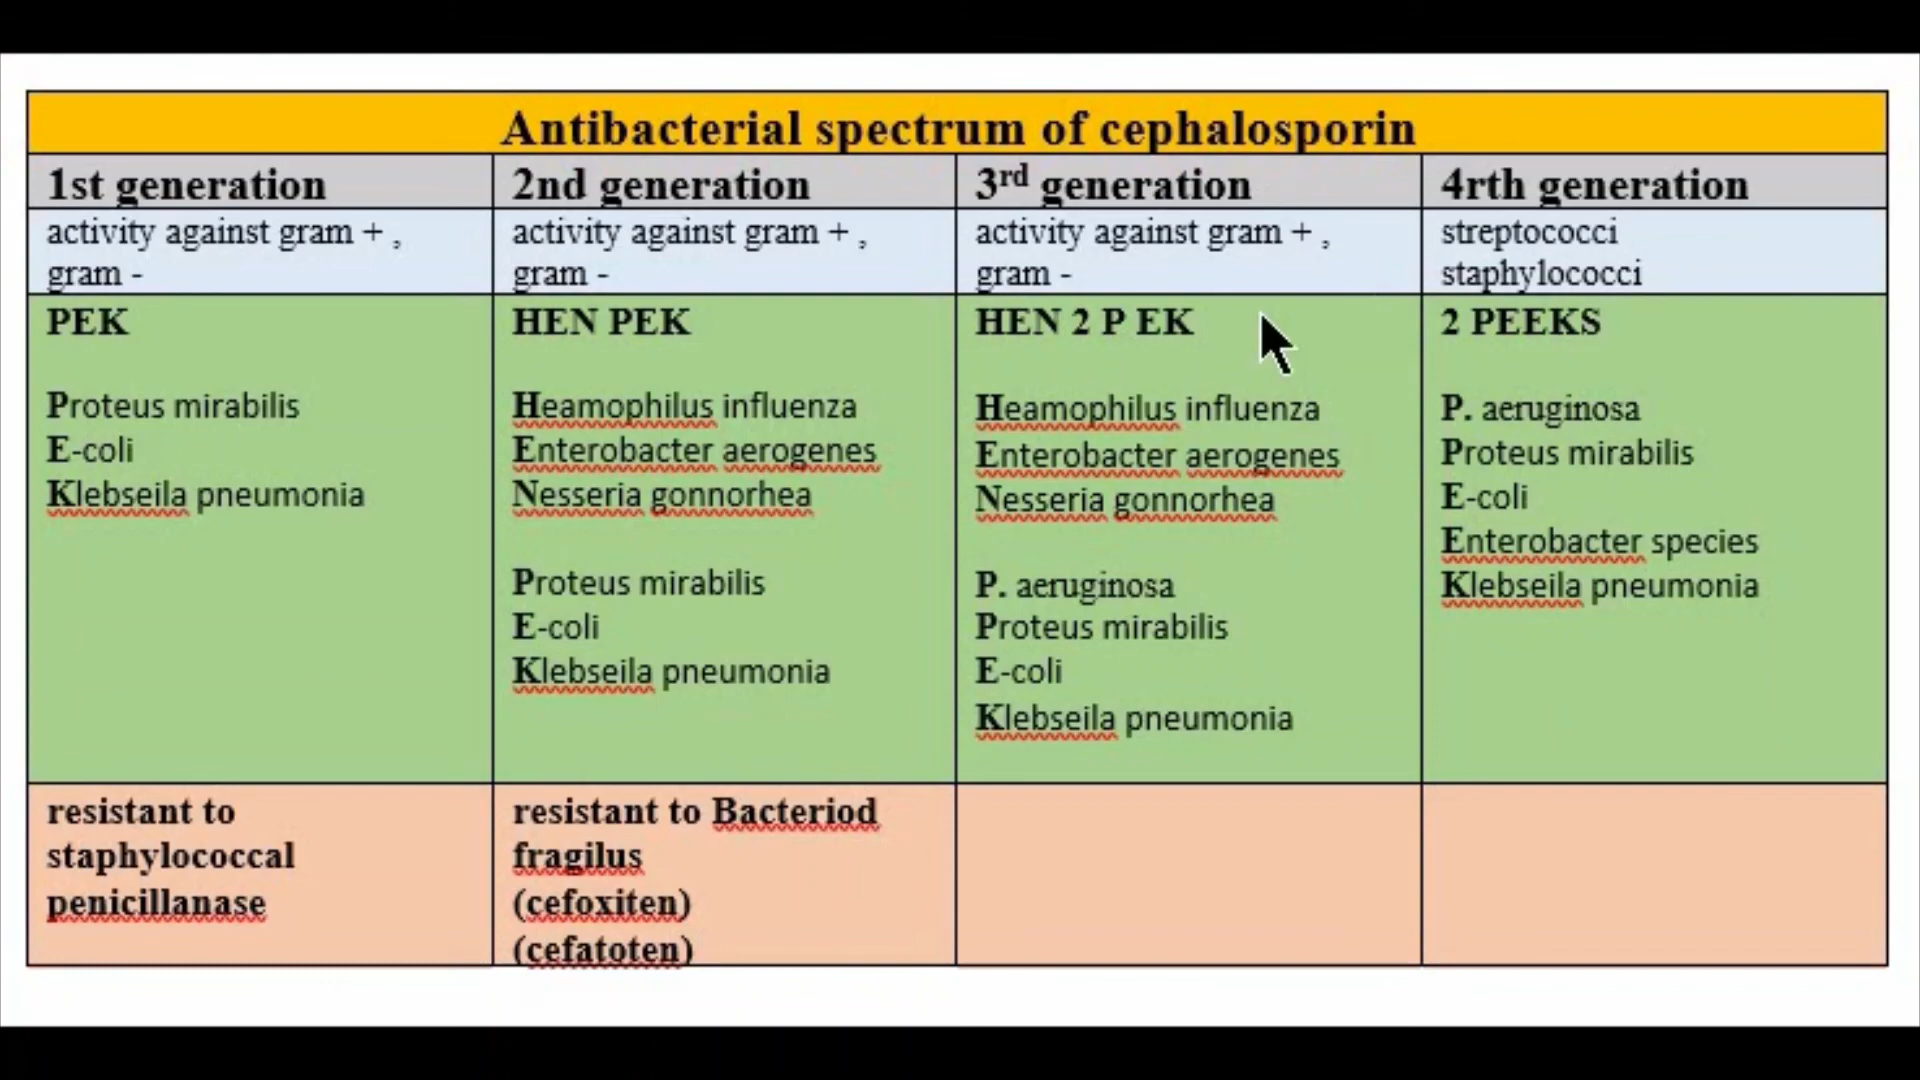 Antibacterial spectrum of cephalosporin
1st generation
2nd generation
3rd generation
4rth generation
activity against gram + ,
gram -
activity against gram + ,
gram -
activity against gram + ,
gram -
streptococci
staphylococci
PEK
Proteus mirabilis
E-coli
Klebseila pneumonia
HEN PEK
Heamophilus influenza
Enterobacter aerogenes
Nesseria gonnorhea
Proteus mirabilis
E-coli
Klebseila pneumonia
HEN 2 P EK
Heamophilus influenza
Enterobacter aerogenes
Nesseria gonnorhea
P. aeruginosa
Proteus mirabilis
E-coli
Klebseila pneumonia
2 PEEKS
P. aeruginosa
Proteus mirabilis
E-coli
Enterobacter species
Klebseila pneumonia
resistant to
staphylococcal
penicillanase
resistant to Bacteriod
fragilus
(cefoxiten)
(cefatoten)